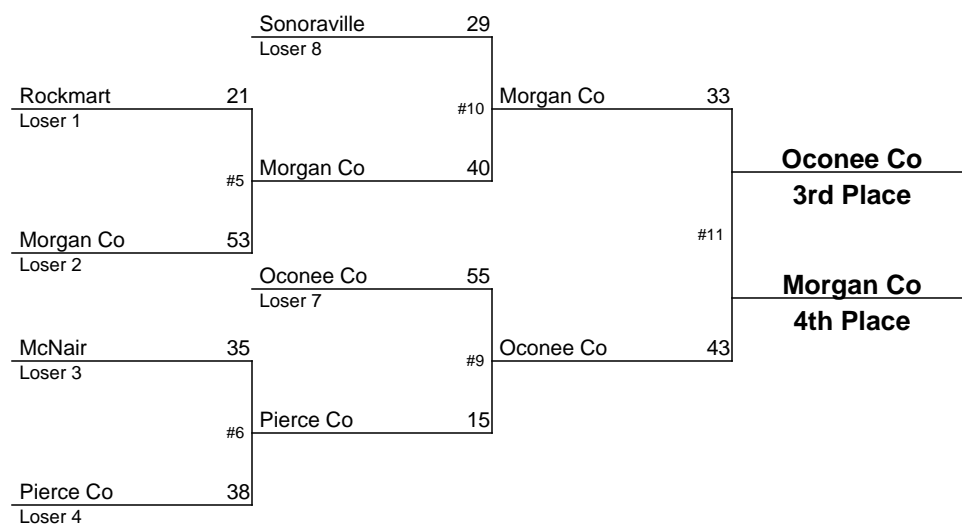 Sonoraville 29
Loser 8
Rockmart 21
Loser 1
#10
Morgan Co 33
Oconee Co
3rd Place
#5
Morgan Co 40
Morgan Co 53
Loser 2
#11
Oconee Co 55
Loser 7
Morgan Co
4th Place
McNair 35
Loser 3
#9
Oconee Co 43
#6
Pierce Co 15
Pierce Co 38
Loser 4